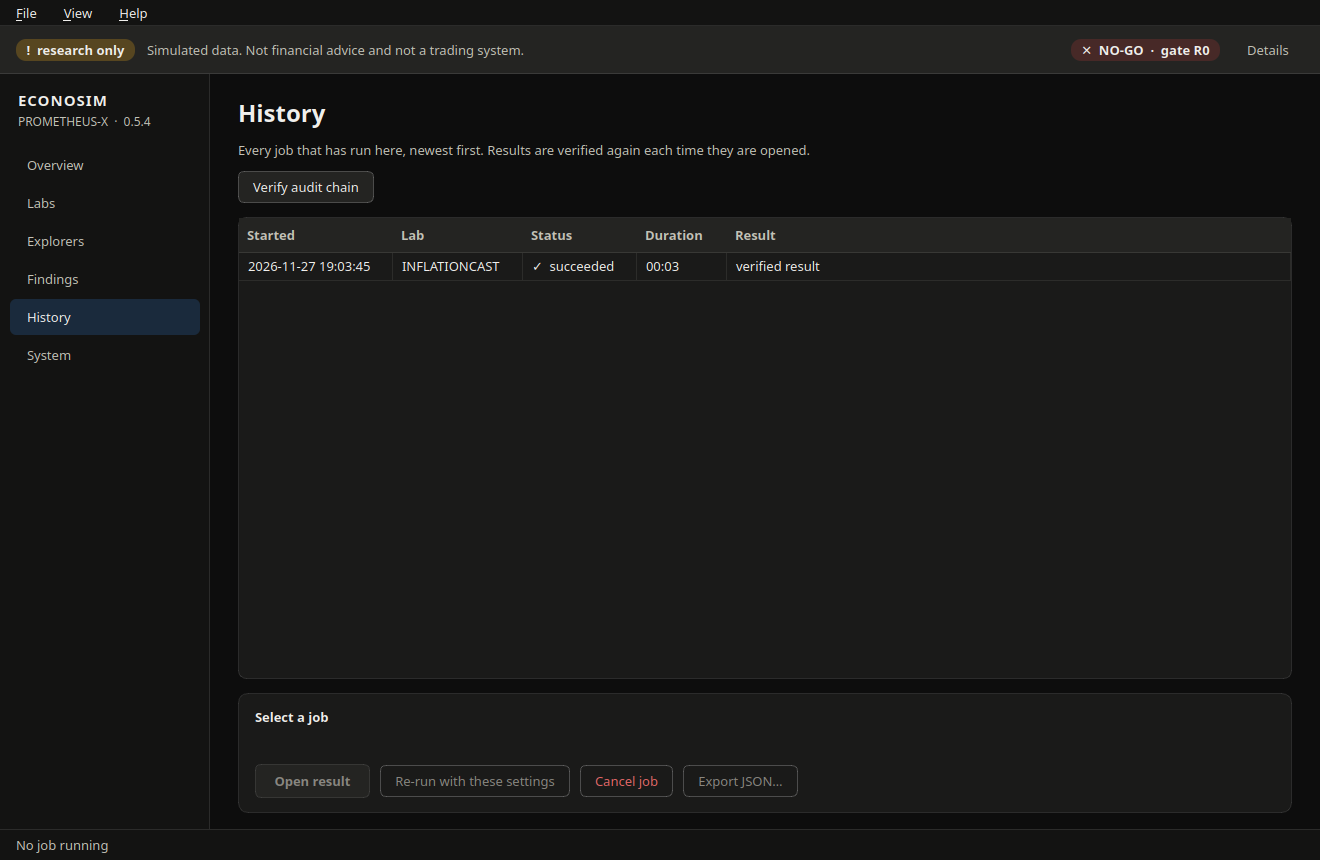 File View Help
! research only Simulated data. Not financial advice and not a trading system. ✕ NO-GO · gate R0 Details
ECONOSIM
PROMETHEUS-X · 0.5.4
Overview
Labs
Explorers
Findings
History
System
History
Every job that has run here, newest first. Results are verified again each time they are opened.
Verify audit chain
Started Lab Status Duration Result
2026-11-27 19:03:45 INFLATIONCAST ✓ succeeded 00:03 verified result
Select a job
Open result Re-run with these settings Cancel job Export JSON...
No job running